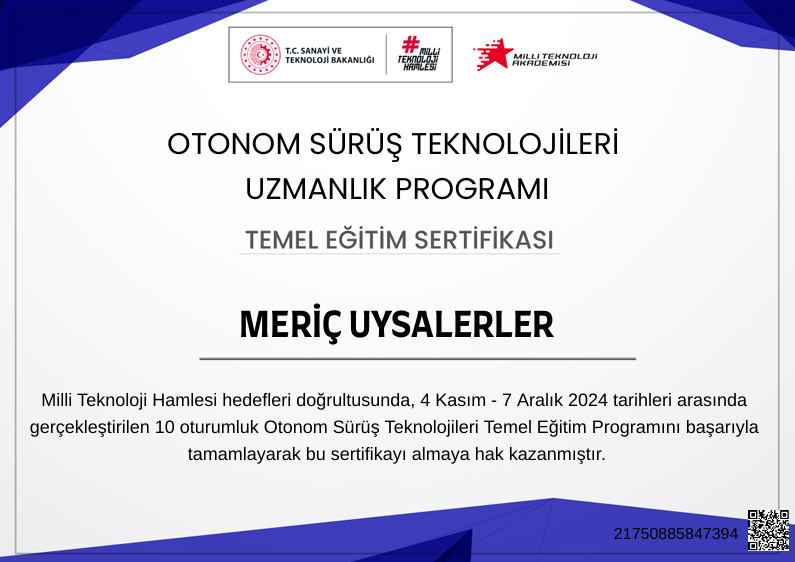 T.C. SANAYİ VE
TEKNOLOJİ BAKANLIĞI
#MİLLİ
TEKNOLOJİ
HAMLESİ
MİLLİ TEKNOLOJİ
AKADEMİSİ
OTONOM SÜRÜŞ TEKNOLOJİLERİ
UZMANLIK PROGRAMI
TEMEL EĞİTİM SERTİFİKASI
MERİÇ UYSALERLER
Milli Teknoloji Hamlesi hedefleri doğrultusunda, 4 Kasım - 7 Aralık 2024 tarihleri arasında
gerçekleştirilen 10 oturumluk Otonom Sürüş Teknolojileri Temel Eğitim Programını başarıyla
tamamlayarak bu sertifikayı almaya hak kazanmıştır.
21750885847394